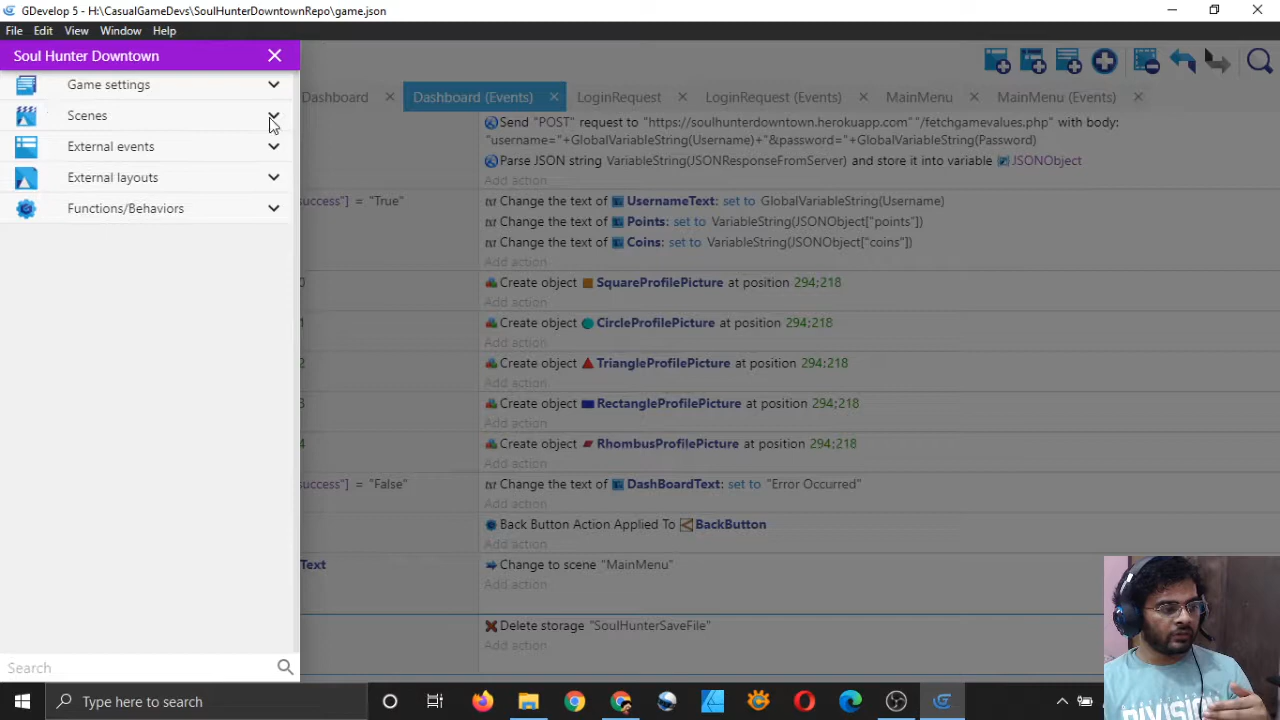 GDevelop 5 - H:\CasualGameDevs\SoulHunterDowntownRepo\game.json
File Edit View Window Help
Soul Hunter Downtown
Game settings
Scenes
External events
External layouts
Functions/Behaviors
Search
Dashboard
Dashboard (Events)
LoginRequest
LoginRequest (Events)
MainMenu
MainMenu (Events)
Send "POST" request to "https://soulhunterdowntown.herokuapp.com" "/fetchgamevalues.php" with body:
"username="+GlobalVariableString(Username)+"&password="+GlobalVariableString(Password)
Parse JSON string VariableString(JSONResponseFromServer) and store it into variable JSONObject
Add action
success"] = "True"
Change the text of UsernameText: set to GlobalVariableString(Username)
Change the text of Points: set to VariableString(JSONObject["points"])
Change the text of Coins: set to VariableString(JSONObject["coins"])
Add action
0
Create object SquareProfilePicture at position 294;218
Add action
1
Create object CircleProfilePicture at position 294;218
Add action
2
Create object TriangleProfilePicture at position 294;218
Add action
3
Create object RectangleProfilePicture at position 294;218
Add action
4
Create object RhombusProfilePicture at position 294;218
Add action
success"] = "False"
Change the text of DashBoardText: set to "Error Occurred"
Add action
Back Button Action Applied To BackButton
Add action
Text
Change to scene "MainMenu"
Add action
Delete storage "SoulHunterSaveFile"
Add action
DIVISION
Type here to search